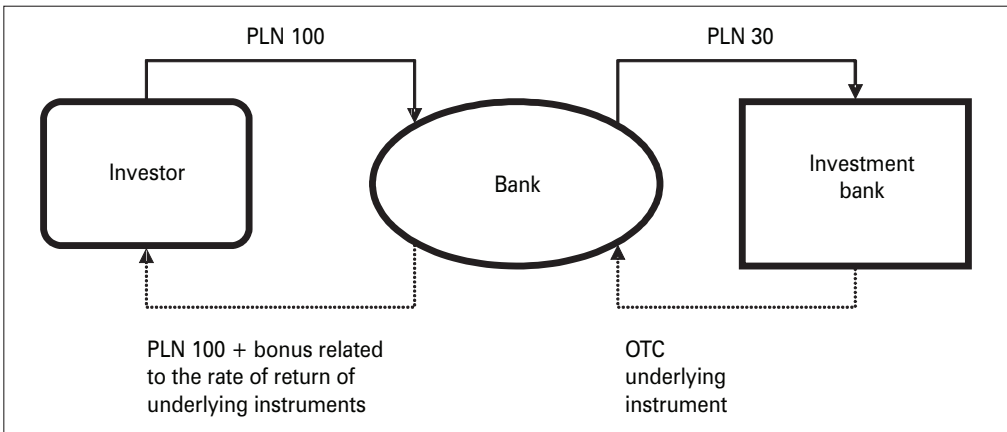 PLN 100
PLN 30
Investor
Bank
Investment
bank
PLN 100 + bonus related
to the rate of return of
underlying instruments
OTC
underlying
instrument